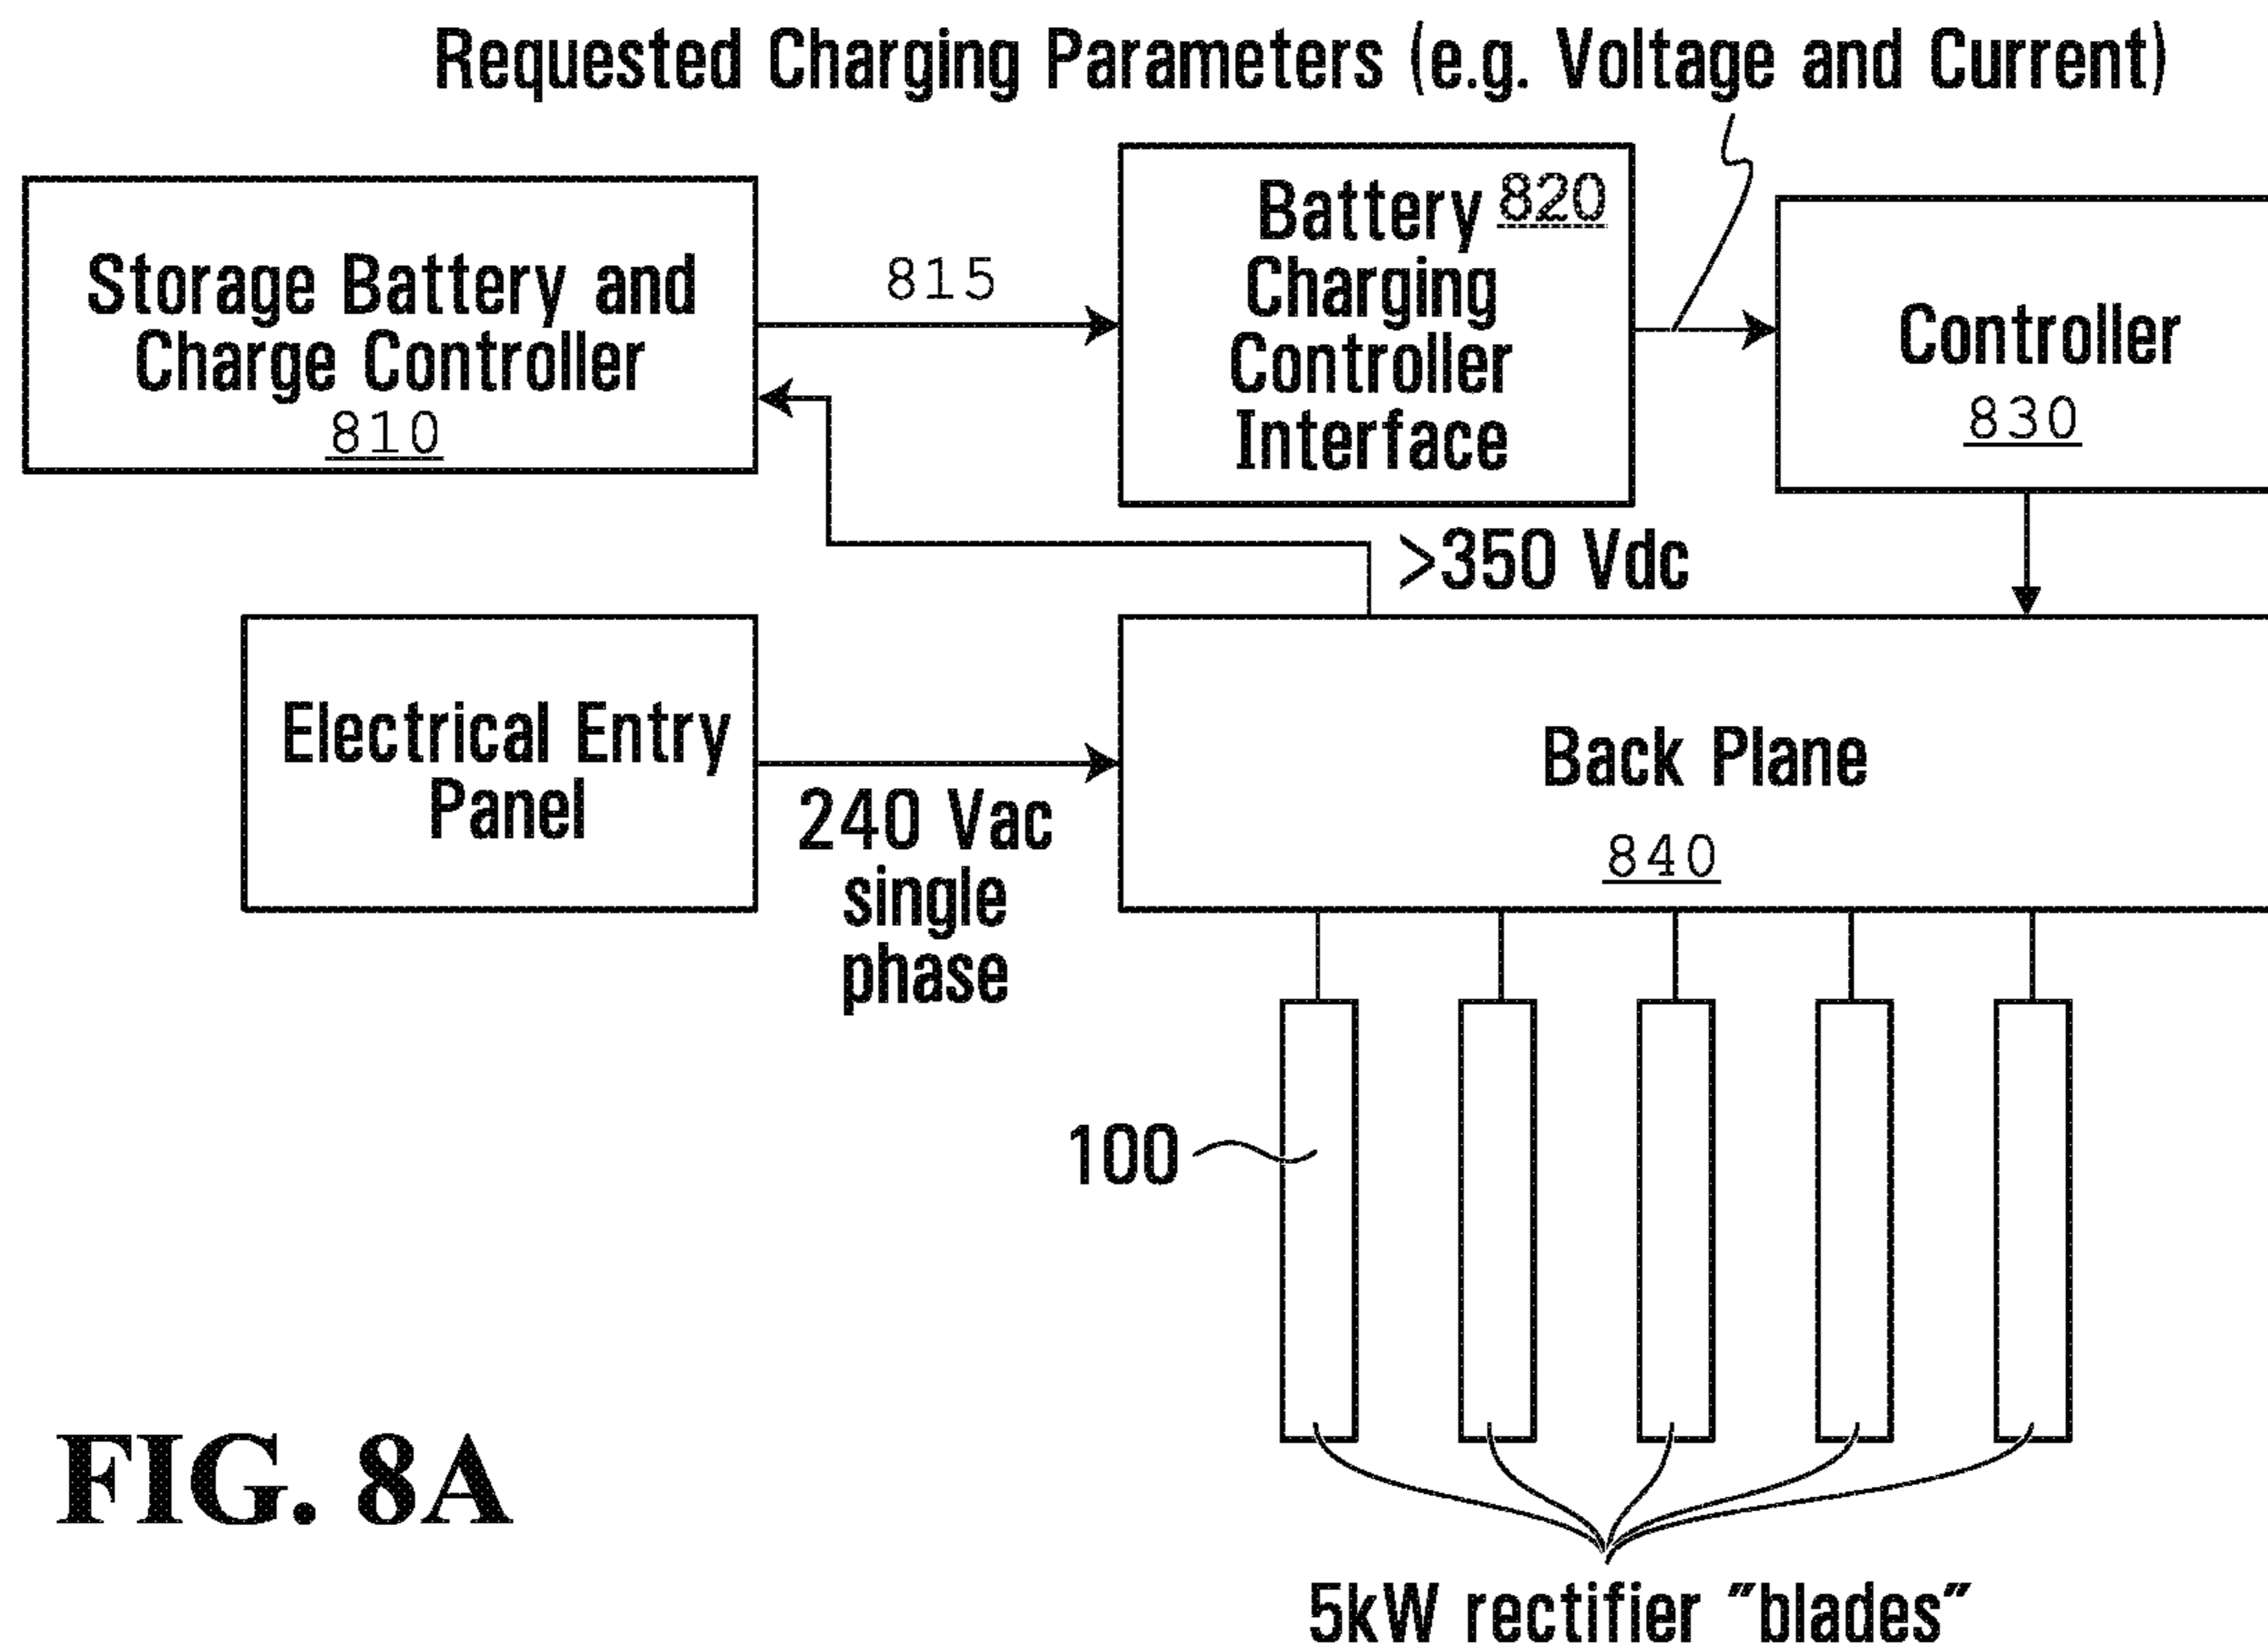 Requested Charging Parameters (e.g. Voltage and Current)
Storage Battery and
Charge Controller
810
815
Battery 820
Charging
Controller
Interface
Controller
830
>350 Vdc
Electrical Entry
Panel
240 Vac
single
phase
Back Plane
840
100
FIG. 8A
5kW rectifier "blades"